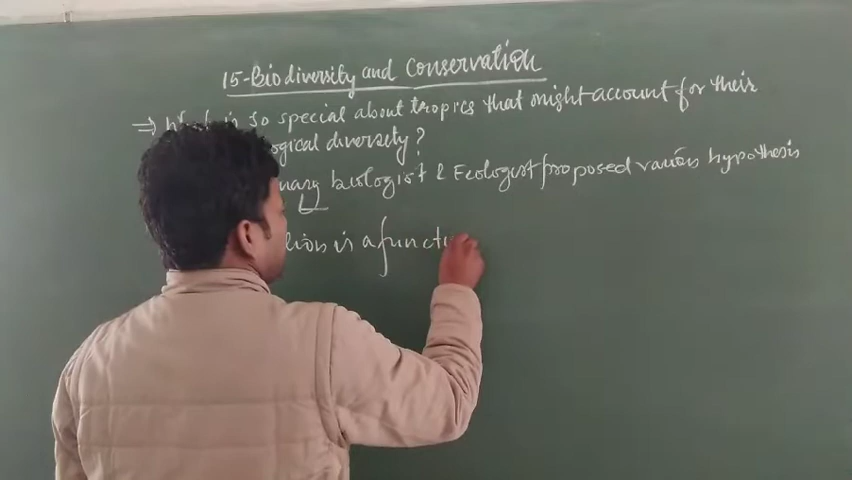 15-Biodiversity and Conservation
⇒ What is so special about tropics that might account for their
ogical diversity?
nary biologist & Ecologist proposed various hypothesis
tion is a functi